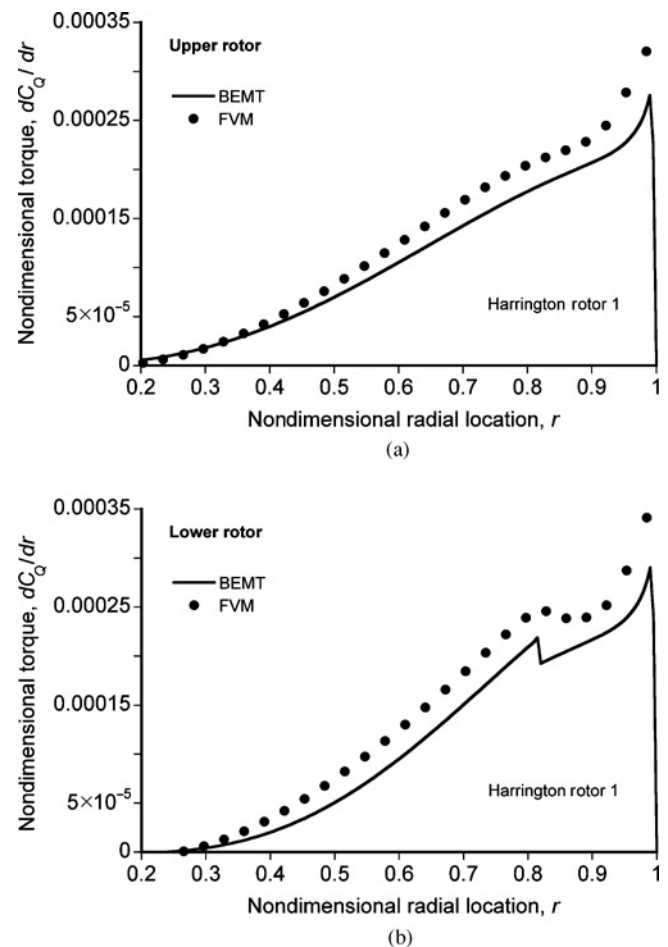 0.00035
Upper rotor
BEMT
FVM
0.00025
0.00015
5×10⁻⁵
0
Nondimensional torque, dC_Q / dr
Harrington rotor 1
0.2 0.3 0.4 0.5 0.6 0.7 0.8 0.9 1
Nondimensional radial location, r
(a)
0.00035
Lower rotor
BEMT
FVM
0.00025
0.00015
5×10⁻⁵
0
Nondimensional torque, dC_Q/dr
Harrington rotor 1
0.2 0.3 0.4 0.5 0.6 0.7 0.8 0.9 1
Nondimensional radial location, r
(b)